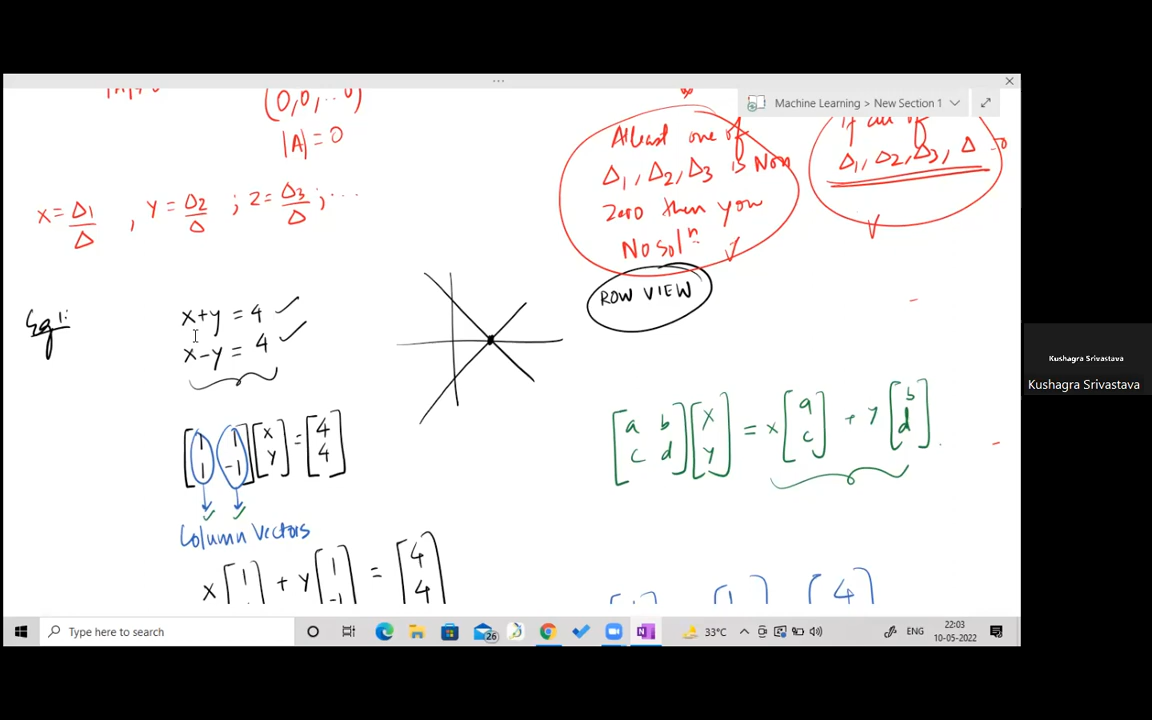 Machine Learning > New Section 1
(0,0,...0)
|A|=0
Atleast one of
Δ1, Δ2, Δ3 is Non
Zero then you
No solⁿ
If all of
Δ1, Δ2, Δ3, Δ
x = Δ1/Δ , y = Δ2/Δ ; z = Δ3/Δ ; ...
ROW VIEW
Eg1:
x+y = 4 ✓
x-y = 4 ✓
[a b
c d] [x
y] = x [a
c] + y [b
d]
[1 1
1 -1] [x
y] = [4
4]
Column Vectors
x [1 + y [1 = [4
-1 4
[1 [1 [4
Kushagra Srivastava
Kushagra Srivastava
Type here to search
26
33°C
ENG
22:03
10-05-2022